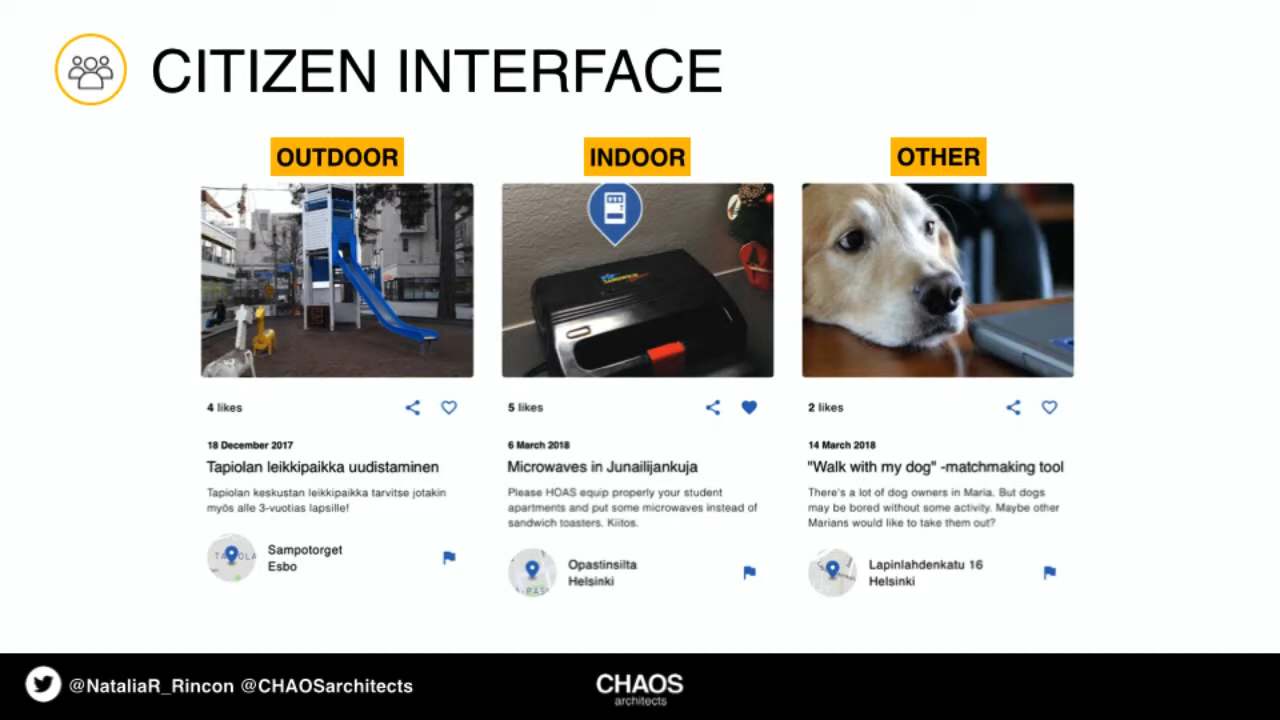 CITIZEN INTERFACE
OUTDOOR
INDOOR
OTHER
4 likes
18 December 2017
Tapiolan leikkipaikka uudistaminen
Tapiolan keskustan leikkipaikka tarvitse jotakin
myös alle 3-vuotias lapsille!
Sampotorget
Esbo
5 likes
6 March 2018
Microwaves in Junailijankuja
Please HOAS equip properly your student
apartments and put some microwaves instead of
sandwich toasters. Kiitos.
Opastinsilta
Helsinki
2 likes
14 March 2018
"Walk with my dog" -matchmaking tool
There's a lot of dog owners in Maria. But dogs
may be bored without some activity. Maybe other
Marians would like to take them out?
Lapinlahdenkatu 16
Helsinki
@NataliaR_Rincon @CHAOSarchitects
CHAOS
architects